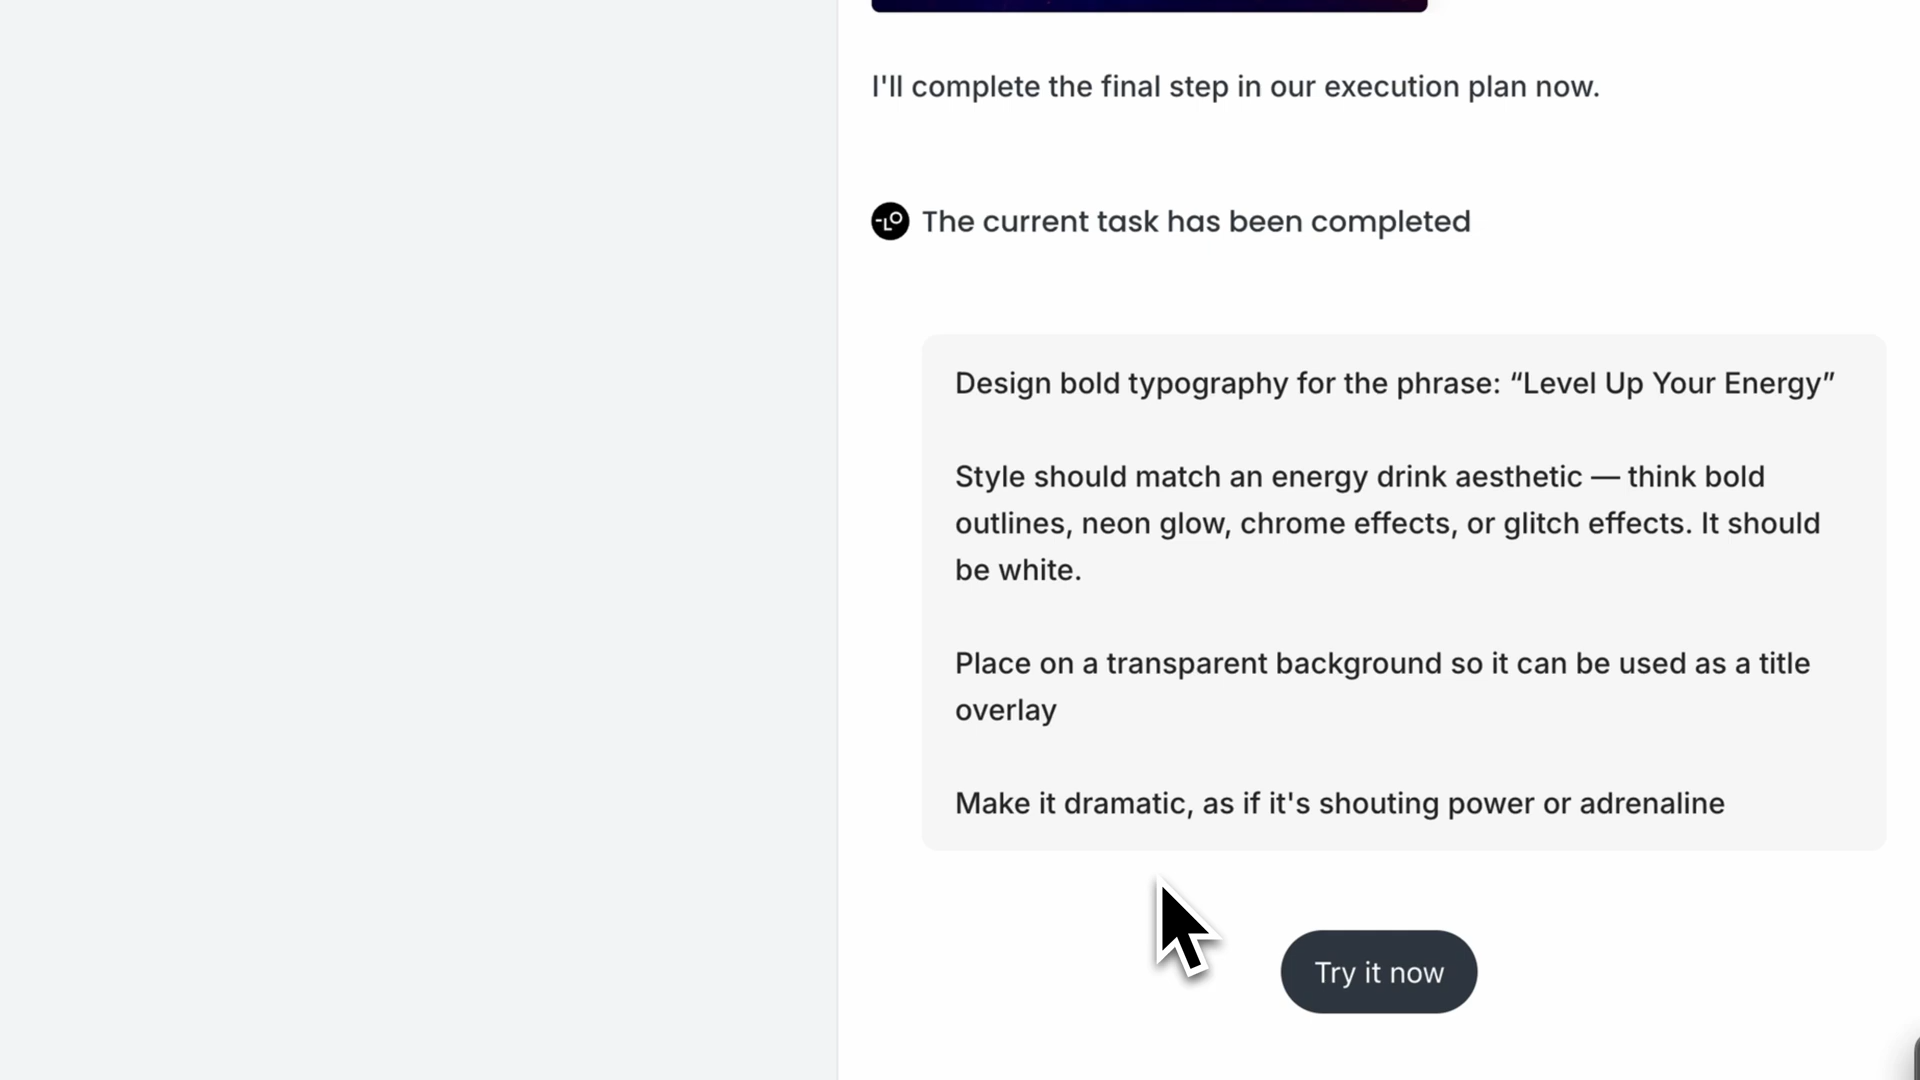 I'll complete the final step in our execution plan now.
The current task has been completed
Design bold typography for the phrase: “Level Up Your Energy”
Style should match an energy drink aesthetic — think bold
outlines, neon glow, chrome effects, or glitch effects. It should
be white.
Place on a transparent background so it can be used as a title
overlay
Make it dramatic, as if it's shouting power or adrenaline
Try it now